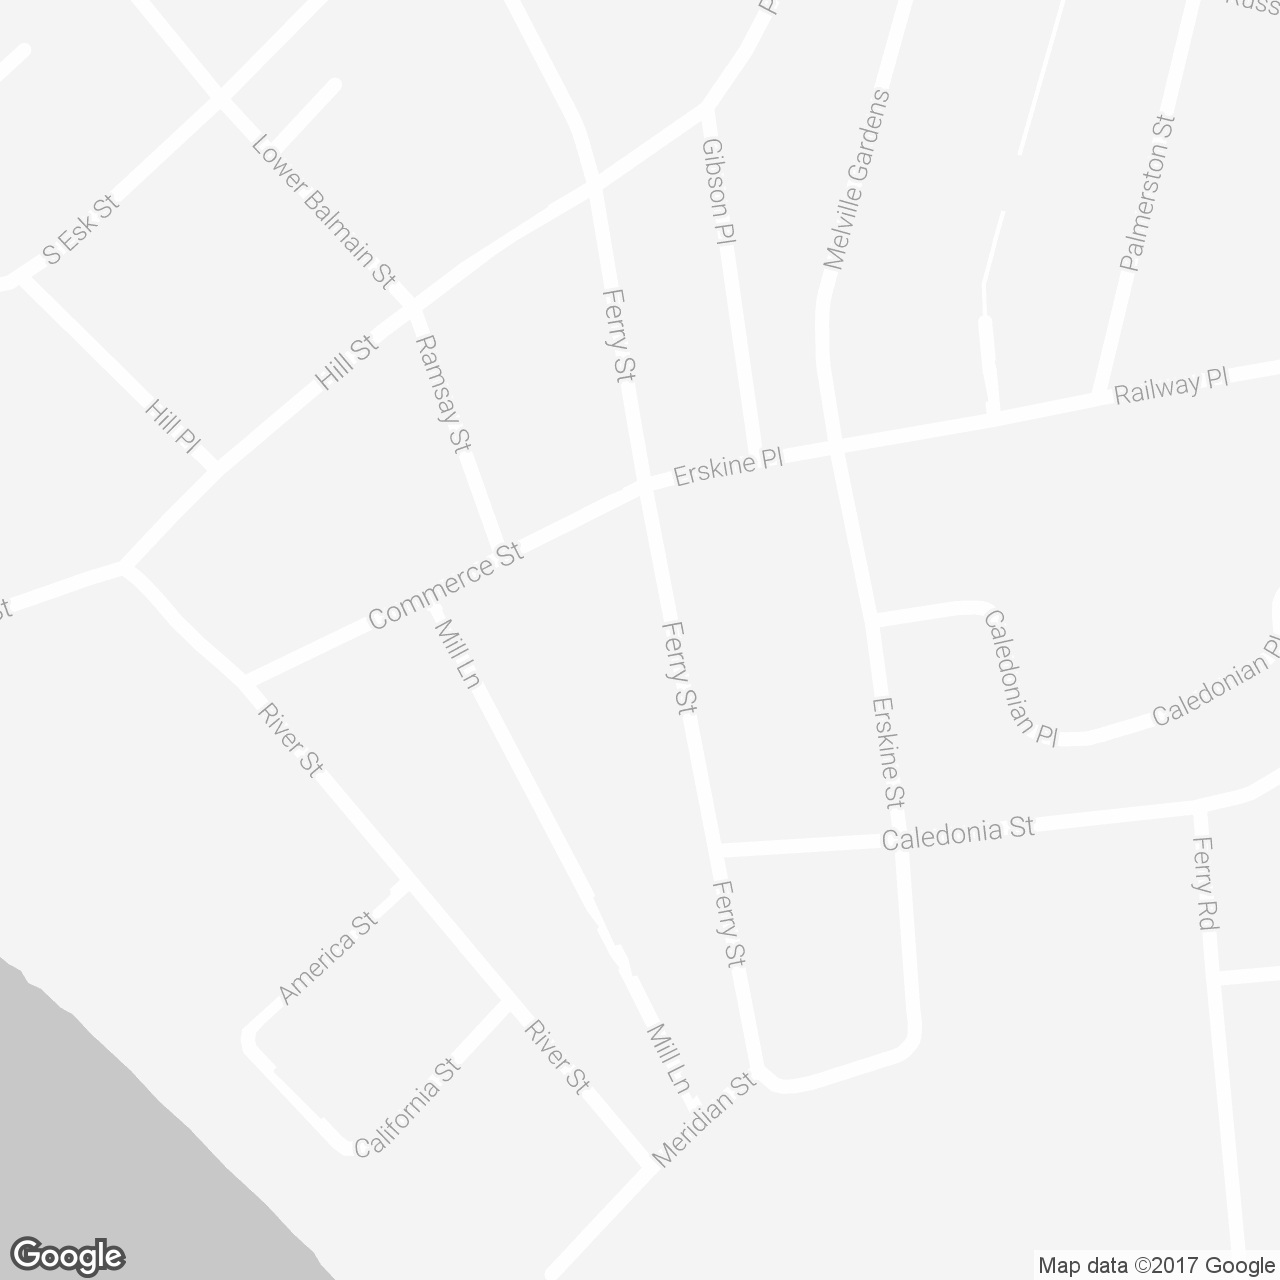 Russ
Melville Gardens
Palmerston St
Gibson Pl
Lower Balmain St
S Esk St
Ferry St
Hill St
Ramsay St
Railway Pl
Hill Pl
Erskine Pl
Commerce St
St
Mill Ln
Ferry St
Caledonian Pl
Caledonian Pl
River St
Erskine St
Caledonia St
Ferry Rd
Ferry St
America St
River St
Mill Ln
California St
Meridian St
Google
Map data ©2017 Google